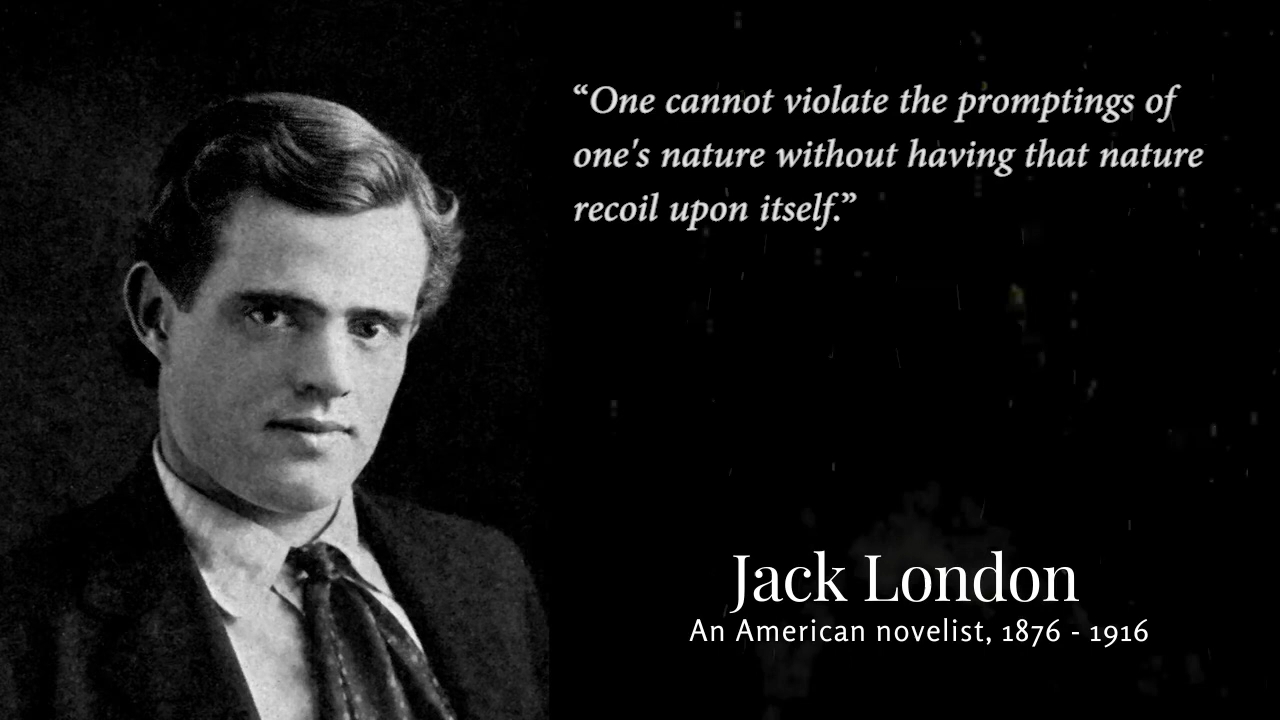 “One cannot violate the promptings of
one's nature without having that nature
recoil upon itself.”
Jack London
An American novelist, 1876 - 1916